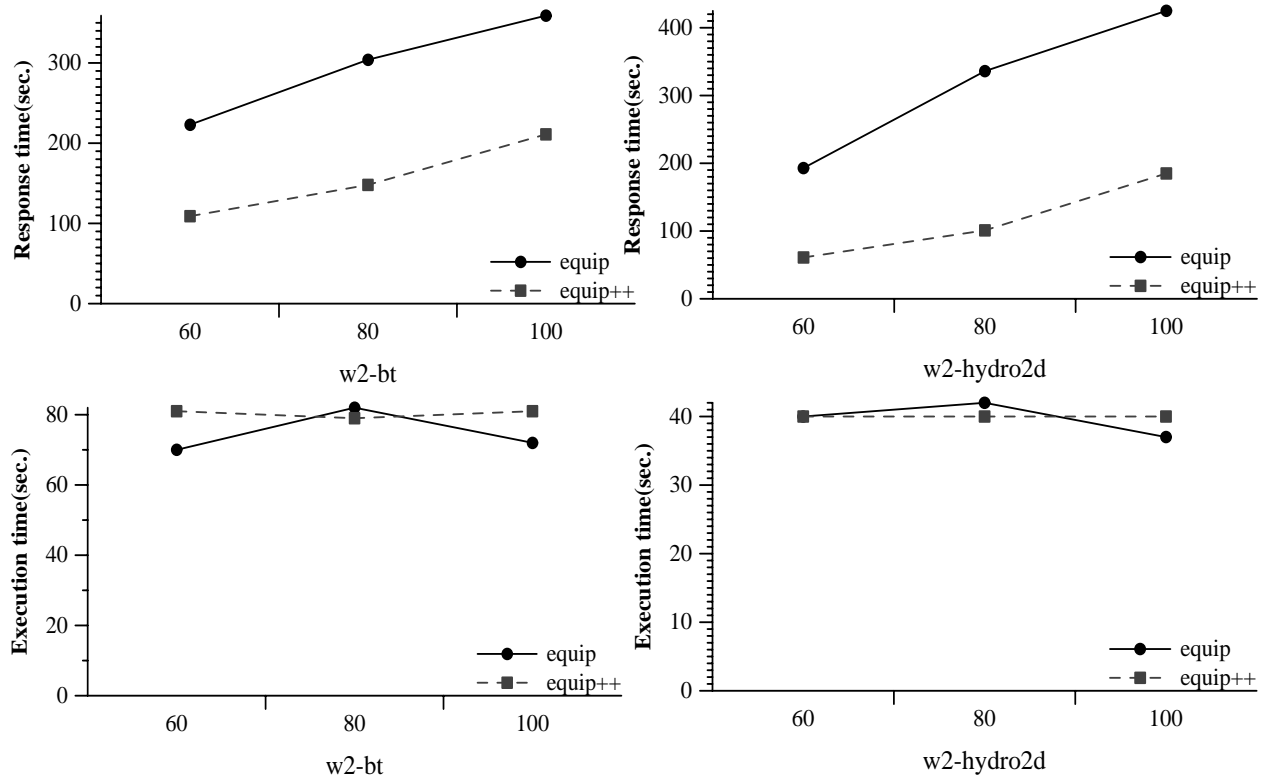 Response time(sec.)
300
200
100
0
equip
equip++
60 80 100
w2-bt
Response time(sec.)
400
300
200
100
0
equip
equip++
60 80 100
w2-hydro2d
Execution time(sec.)
80
60
40
20
0
equip
equip++
60 80 100
w2-bt
Execution time(sec.)
40
30
20
10
0
equip
equip++
60 80 100
w2-hydro2d